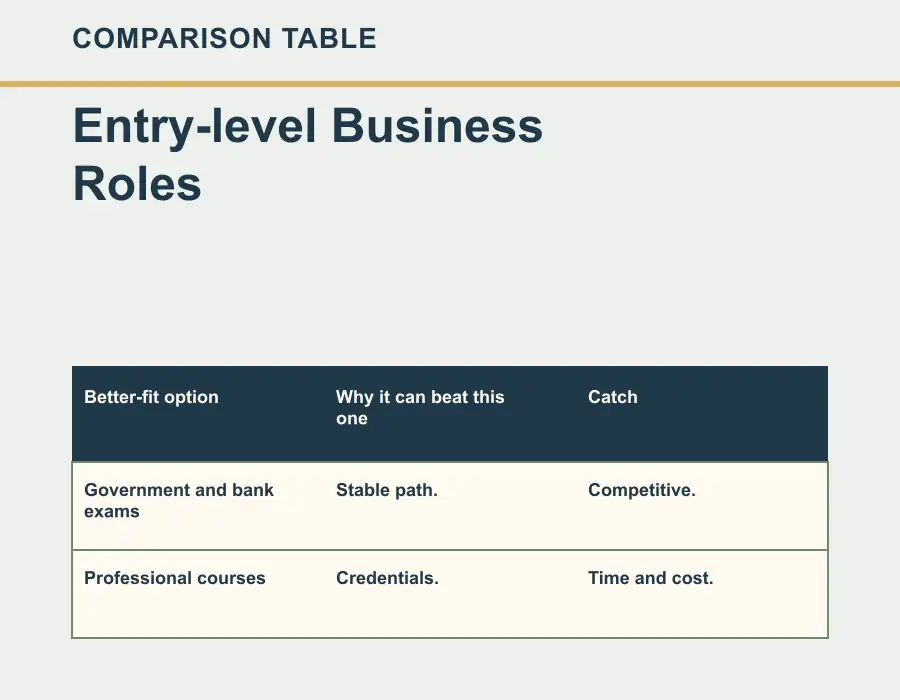 COMPARISON TABLE
Entry-level Business
Roles
Better-fit option
Why it can beat this
one
Catch
Government and bank
exams
Stable path.
Competitive.
Professional courses
Credentials.
Time and cost.